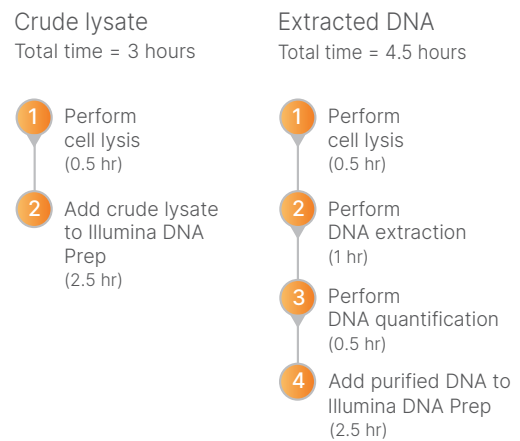 Crude lysate
Total time = 3 hours
1
Perform
cell lysis
(0.5 hr)
2
Add crude lysate
to Illumina DNA
Prep
(2.5 hr)
Extracted DNA
Total time = 4.5 hours
1
Perform
cell lysis
(0.5 hr)
2
Perform
DNA extraction
(1 hr)
3
Perform
DNA quantification
(0.5 hr)
4
Add purified DNA to
Illumina DNA Prep
(2.5 hr)